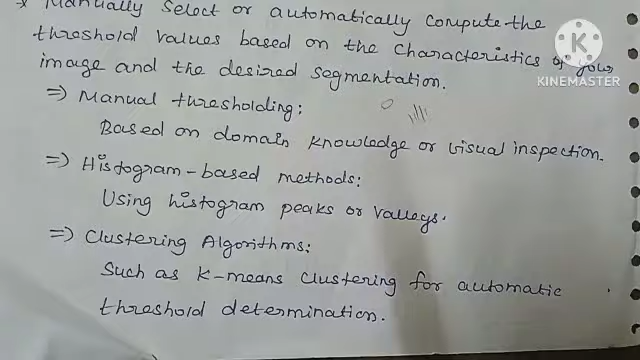 * Manually Select or automatically Compute the
threshold values based on the characteristics of your
image and the desired segmentation.
=> Manual thresholding:
Based on domain knowledge or visual inspection.
=> Histogram-based methods:
Using histogram peaks or valleys.
=> Clustering Algorithms:
Such as K-means clustering for automatic
threshold determination.
KINEMASTER